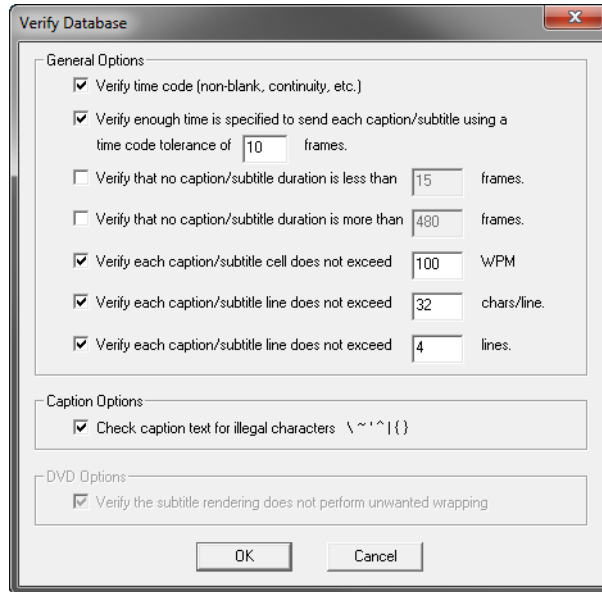 Verify Database
General Options
Verify time code (non-blank, continuity, etc.)
Verify enough time is specified to send each caption/subtitle using a
time code tolerance of 10 frames.
Verify that no caption/subtitle duration is less than 15 frames.
Verify that no caption/subtitle duration is more than 480 frames.
Verify each caption/subtitle cell does not exceed 100 WPM
Verify each caption/subtitle line does not exceed 32 chars/line.
Verify each caption/subtitle line does not exceed 4 lines.
Caption Options
Check caption text for illegal characters \ ~ ' ^ | { }
DVD Options
Verify the subtitle rendering does not perform unwanted wrapping
OK Cancel